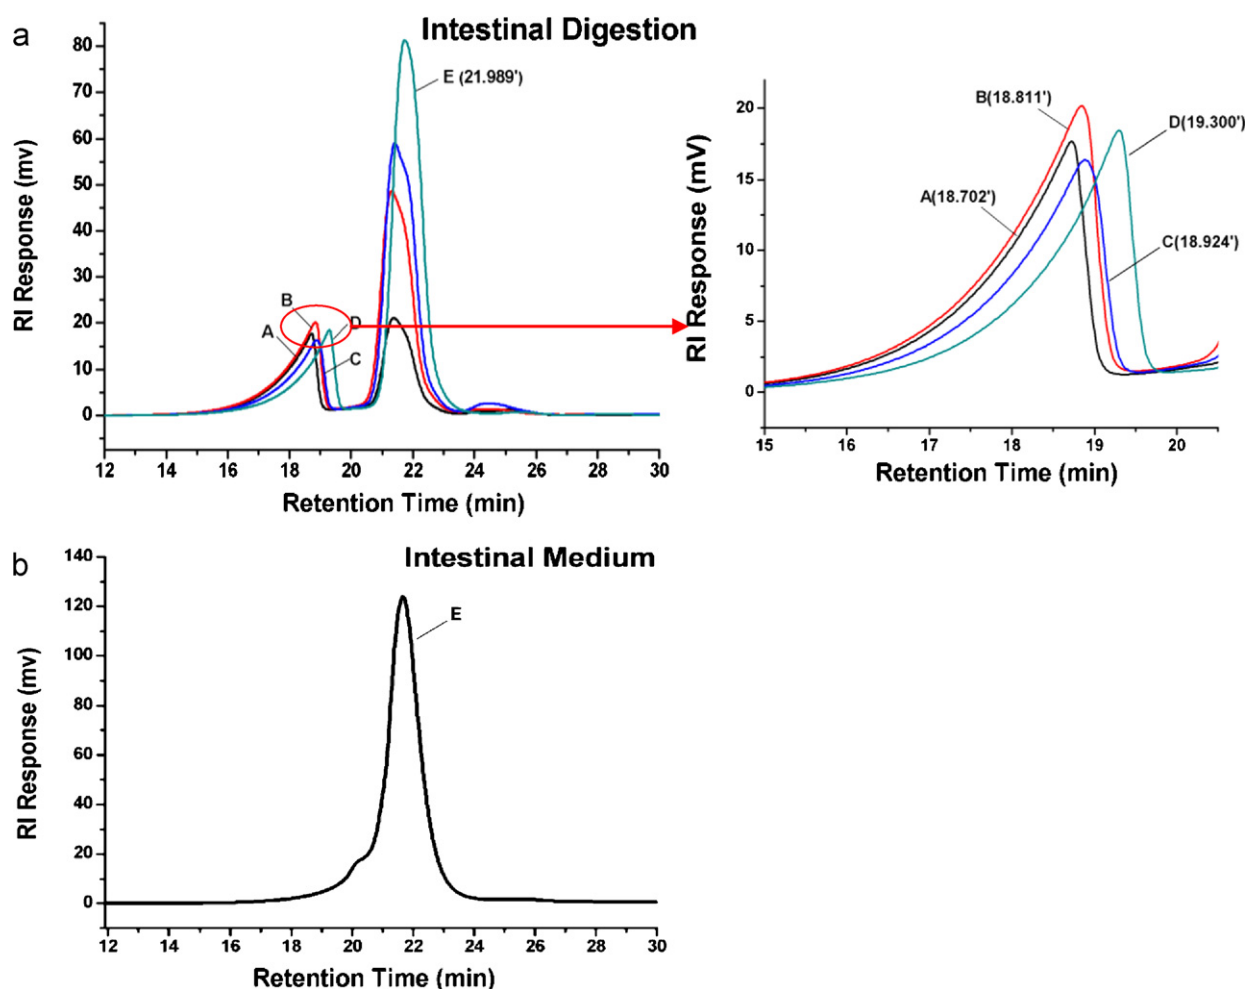 a
Intestinal Digestion
RI Response (mv)
80
70
60
50
40
30
20
10
0
12 14 16 18 20 22 24 26 28 30
Retention Time (min)
E (21.989')
B
A
D
C
RI Response (mV)
20
15
10
5
0
15 16 17 18 19 20
Retention Time (min)
B(18.811')
D(19.300')
A(18.702')
C(18.924')
b
Intestinal Medium
RI Response (mv)
140
120
100
80
60
40
20
0
12 14 16 18 20 22 24 26 28 30
Retention Time (min)
E